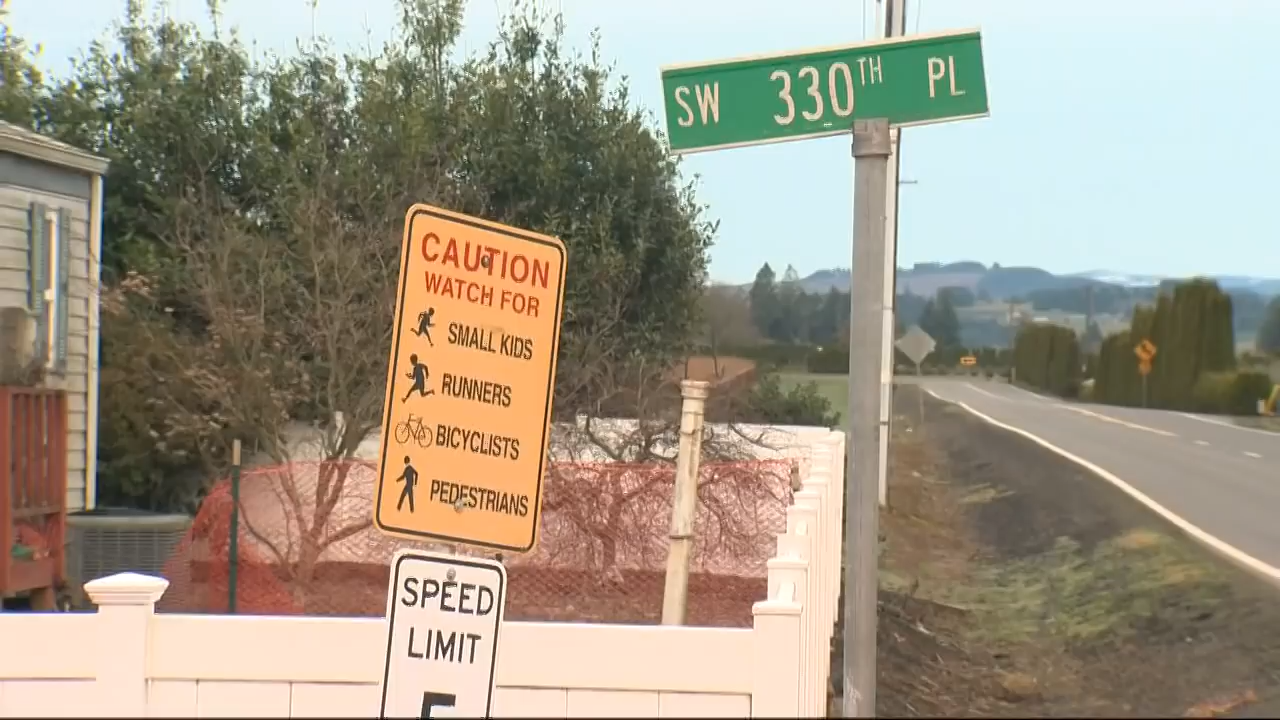 SW 330TH PL
CAUTION
WATCH FOR
SMALL KIDS
RUNNERS
BICYCLISTS
PEDESTRIANS
SPEED
LIMIT